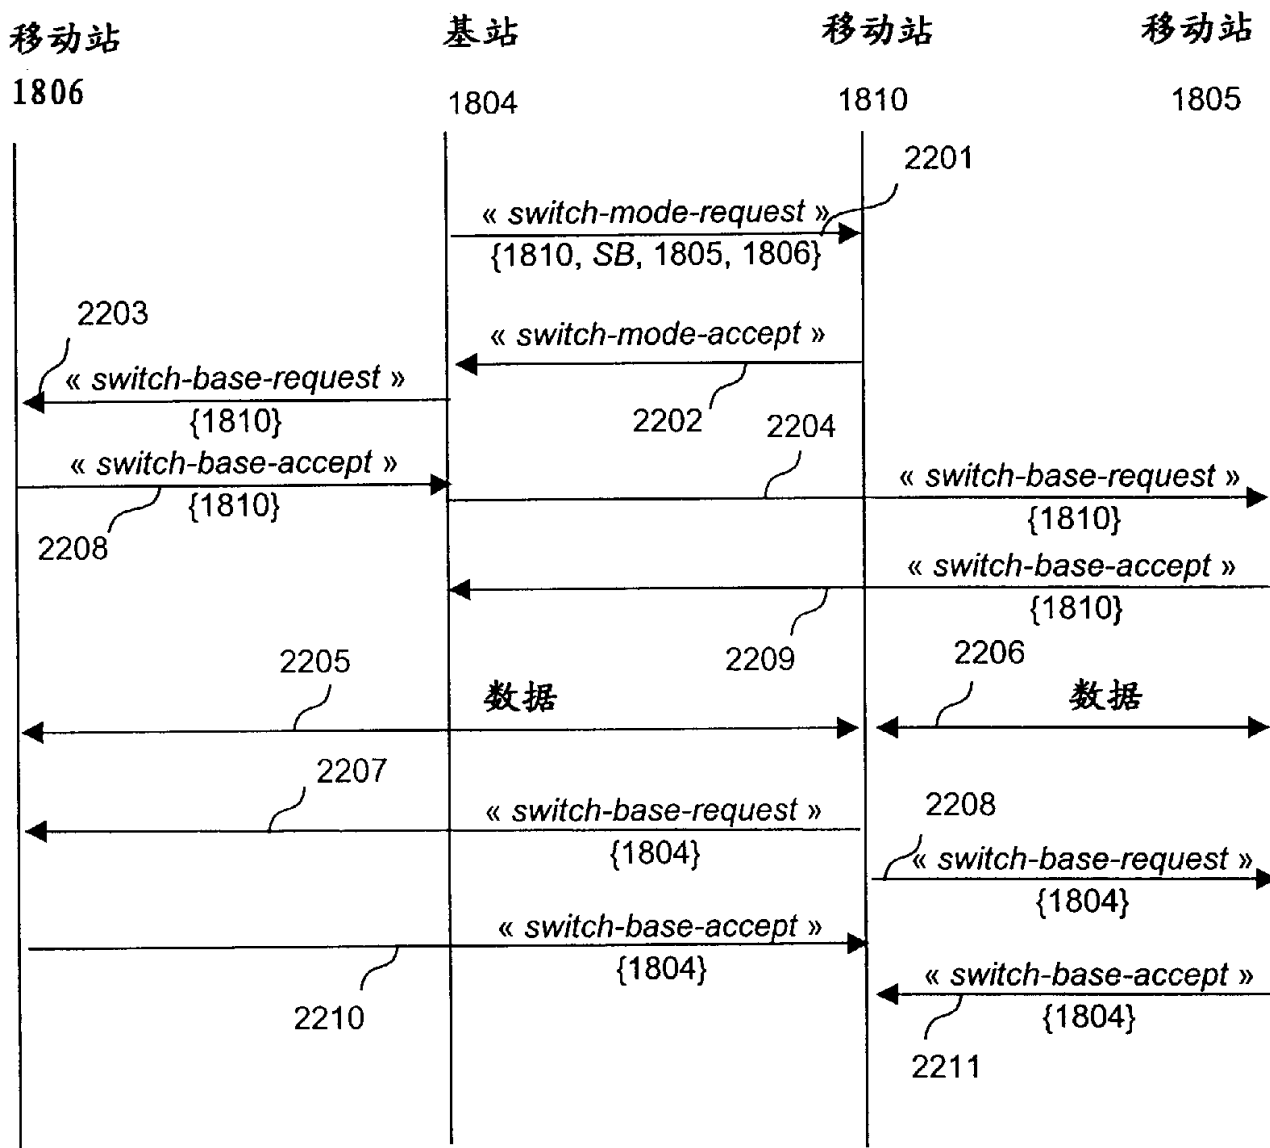 移动站
基站
移动站
移动站
1806
1804
1810
1805
2201
« switch-mode-request »
{1810, SB, 1805, 1806}
2203
« switch-mode-accept »
« switch-base-request »
{1810}
2202
2204
« switch-base-accept »
{1810}
« switch-base-request »
{1810}
2208
« switch-base-accept »
{1810}
2209
2205
2206
数据
数据
2207
« switch-base-request »
{1804}
2208
« switch-base-request »
{1804}
« switch-base-accept »
{1804}
2210
« switch-base-accept »
{1804}
2211